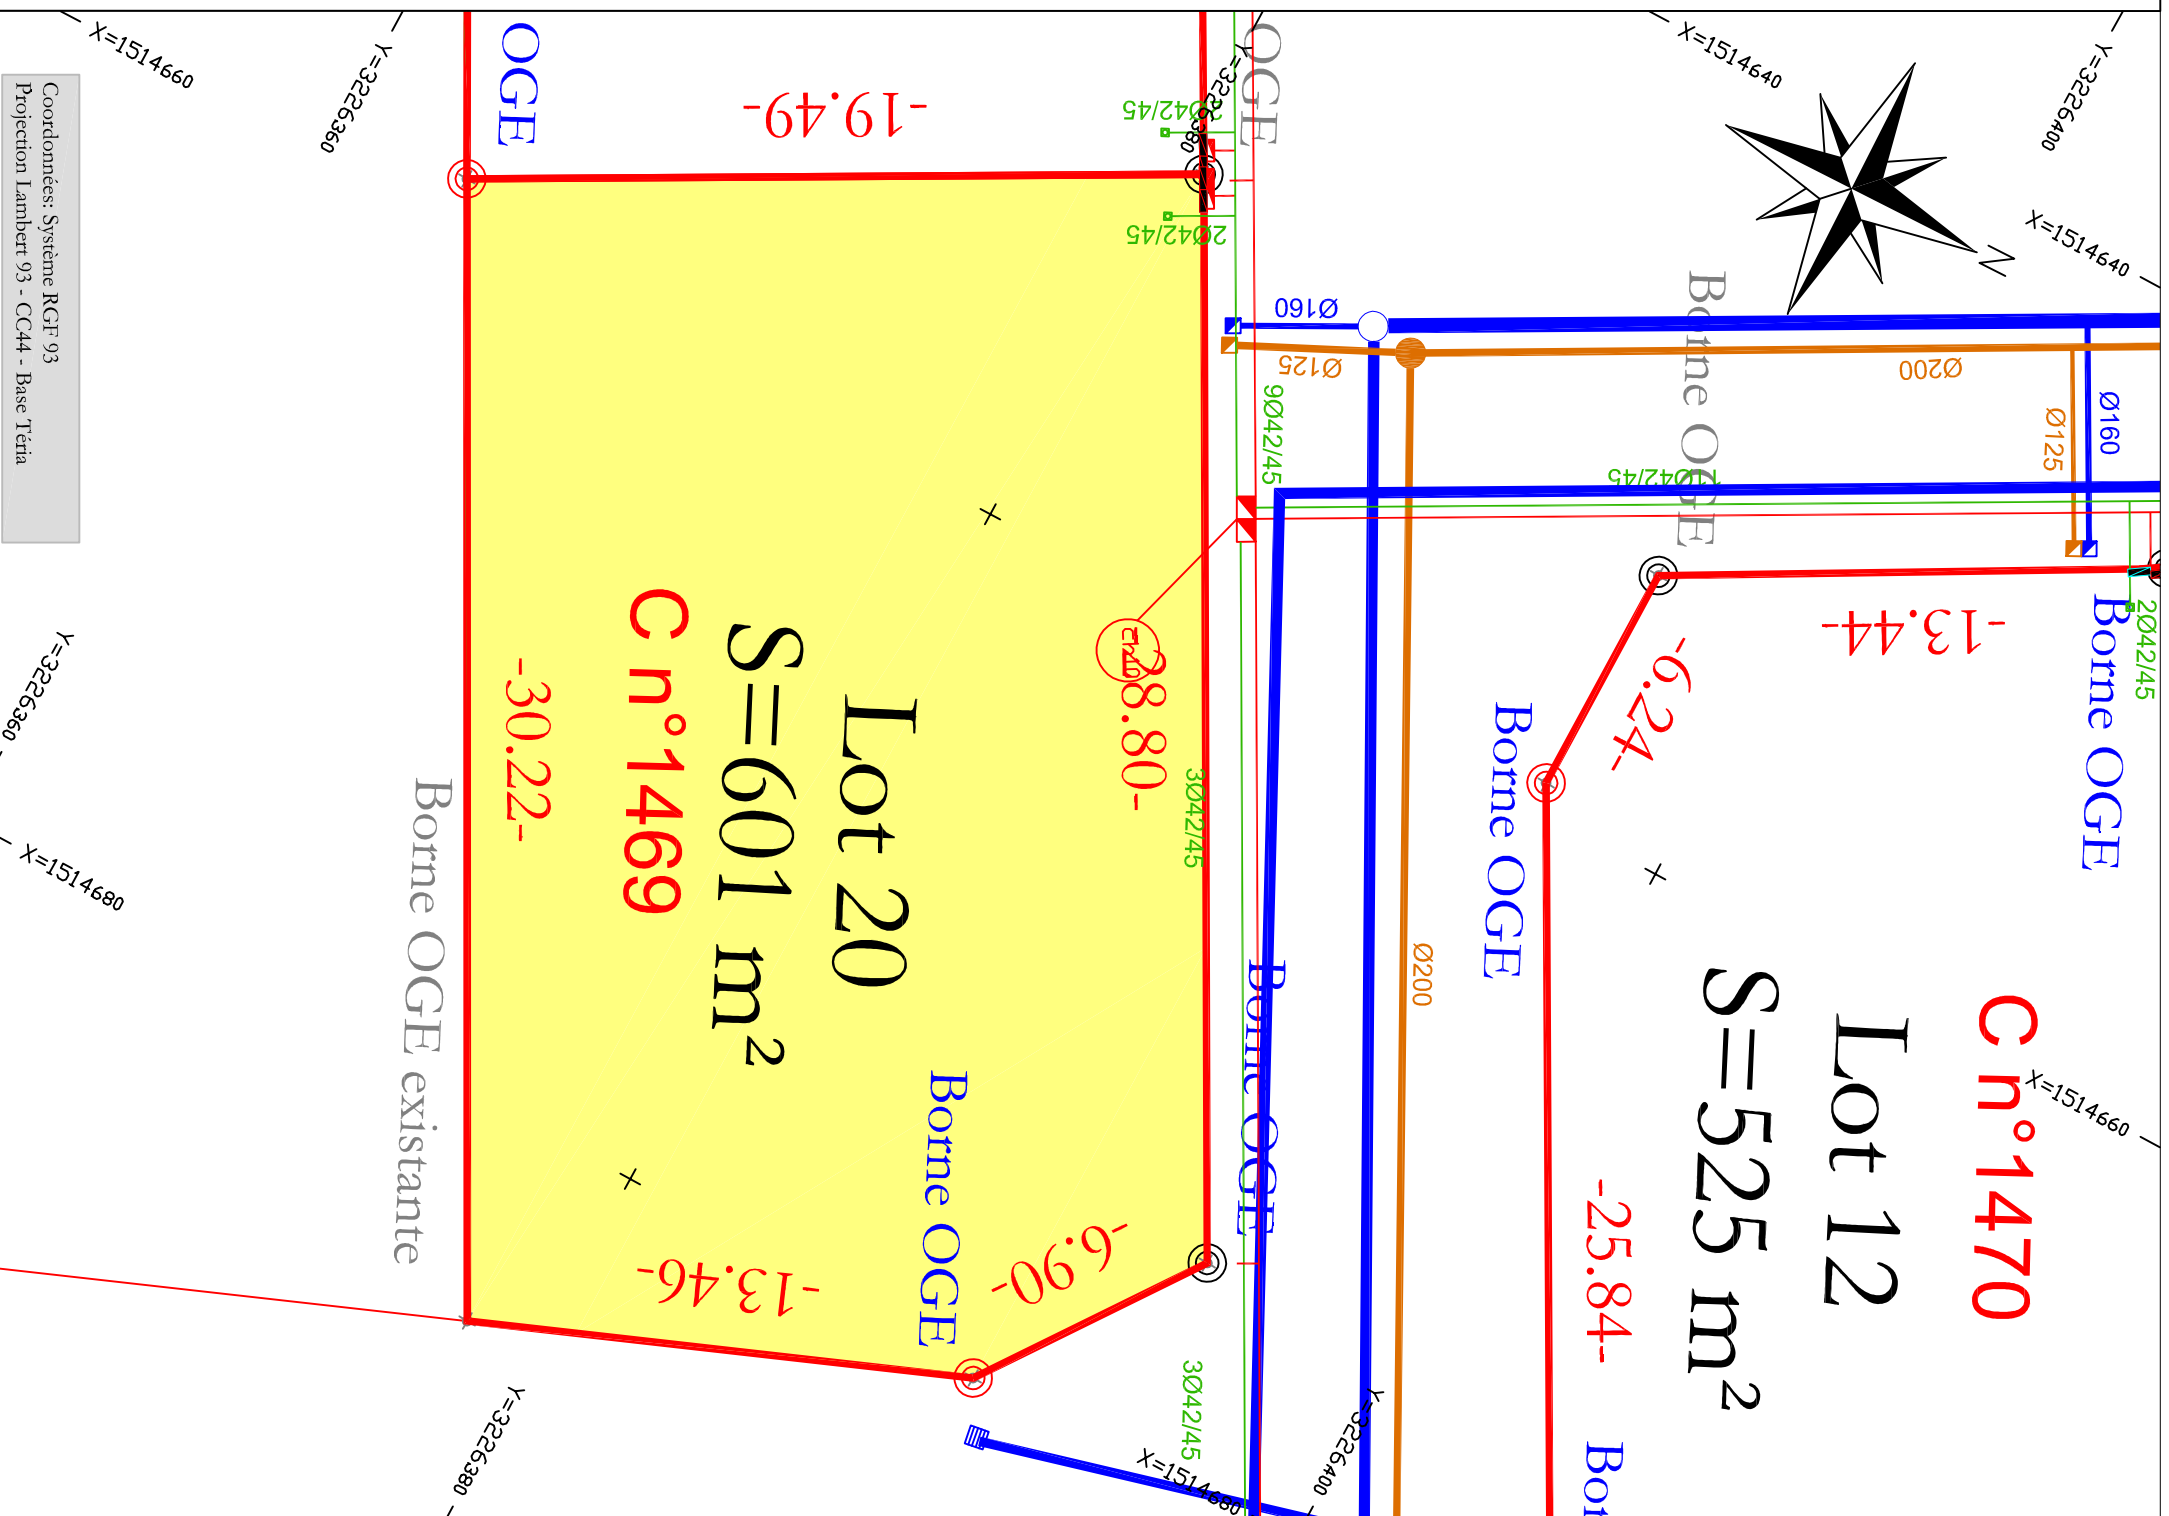 X=1514660
Y=3226360
OGE
-19.49-
2Ø42/45
Y=3226380
OGE
X=1514640
Y=3226400
X=1514640
N
Coordonnées: Système RGF 93
Projection Lambert 93 - CC44 - Base Téria
2Ø42/45
Ø160
Ø125
Ø200
Borne OGE
Ø125
Ø160
9Ø42/45
1Ø42/45
-13.44-
-6.24-
Borne OGE
2Ø42/45
Y=3226360
X=1514680
Borne OGE existante
-30.22-
C n°1469
S=601 m²
Lot 20
-28.80-
3Ø42/45
Borne OGE
Borne OGE
Borne OGE
Ø200
C n°1470
Lot 12
S=525 m²
X=1514660
-25.84-
-13.46-
-6.90-
3Ø42/45
Y=3226380
X=1514680
Y=3226400
Bor